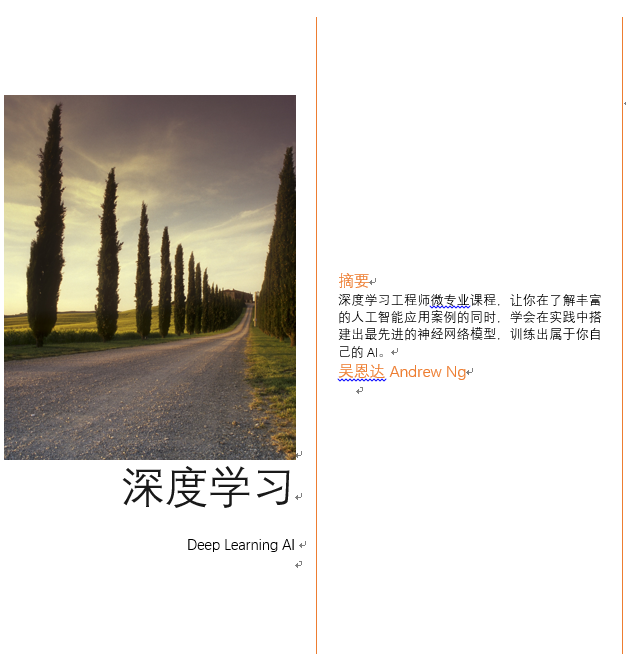 深度学习
Deep Learning AI
摘要
深度学习工程师微专业课程，让你在了解丰富
的人工智能应用案例的同时，学会在实践中搭
建出最先进的神经网络模型，训练出属于你自
己的 AI。
吴恩达 Andrew Ng